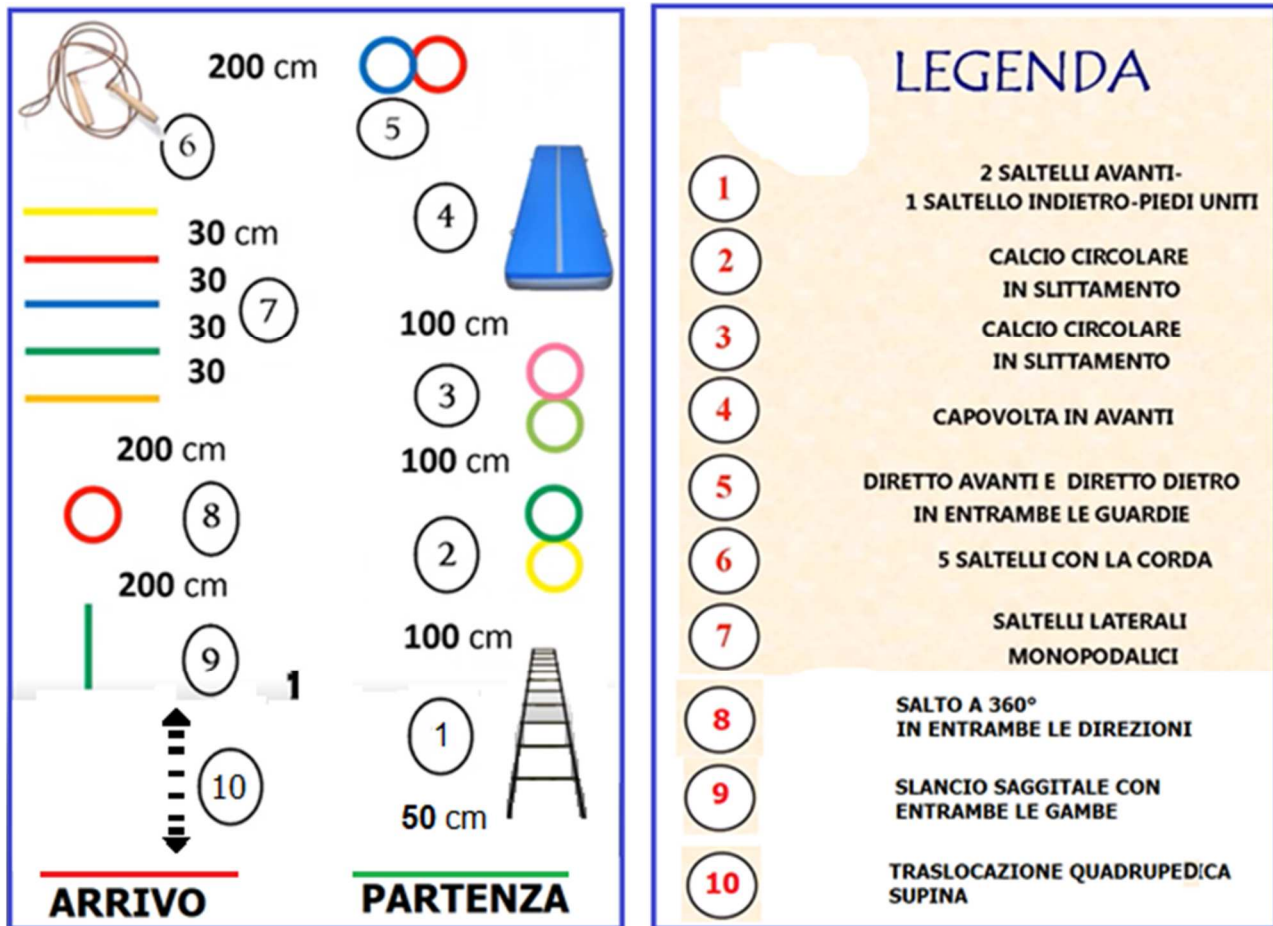 200 cm
5
6
4
30 cm
30
7
30
30
100 cm
3
200 cm
100 cm
8
2
200 cm
100 cm
9
1
1
10
50 cm
ARRIVO
PARTENZA
LEGENDA
1
2 SALTELLI AVANTI-
1 SALTELLO INDIETRO-PIEDI UNITI
2
CALCIO CIRCOLARE
IN SLITTAMENTO
3
CALCIO CIRCOLARE
IN SLITTAMENTO
4
CAPOVOLTA IN AVANTI
5
DIRETTO AVANTI E DIRETTO DIETRO
IN ENTRAMBE LE GUARDIE
6
5 SALTELLI CON LA CORDA
7
SALTELLI LATERALI
MONOPODALICI
8
SALTO A 360°
IN ENTRAMBE LE DIREZIONI
9
SLANCIO SAGGITALE CON
ENTRAMBE LE GAMBE
10
TRASLOCAZIONE QUADRUPEDICA
SUPINA